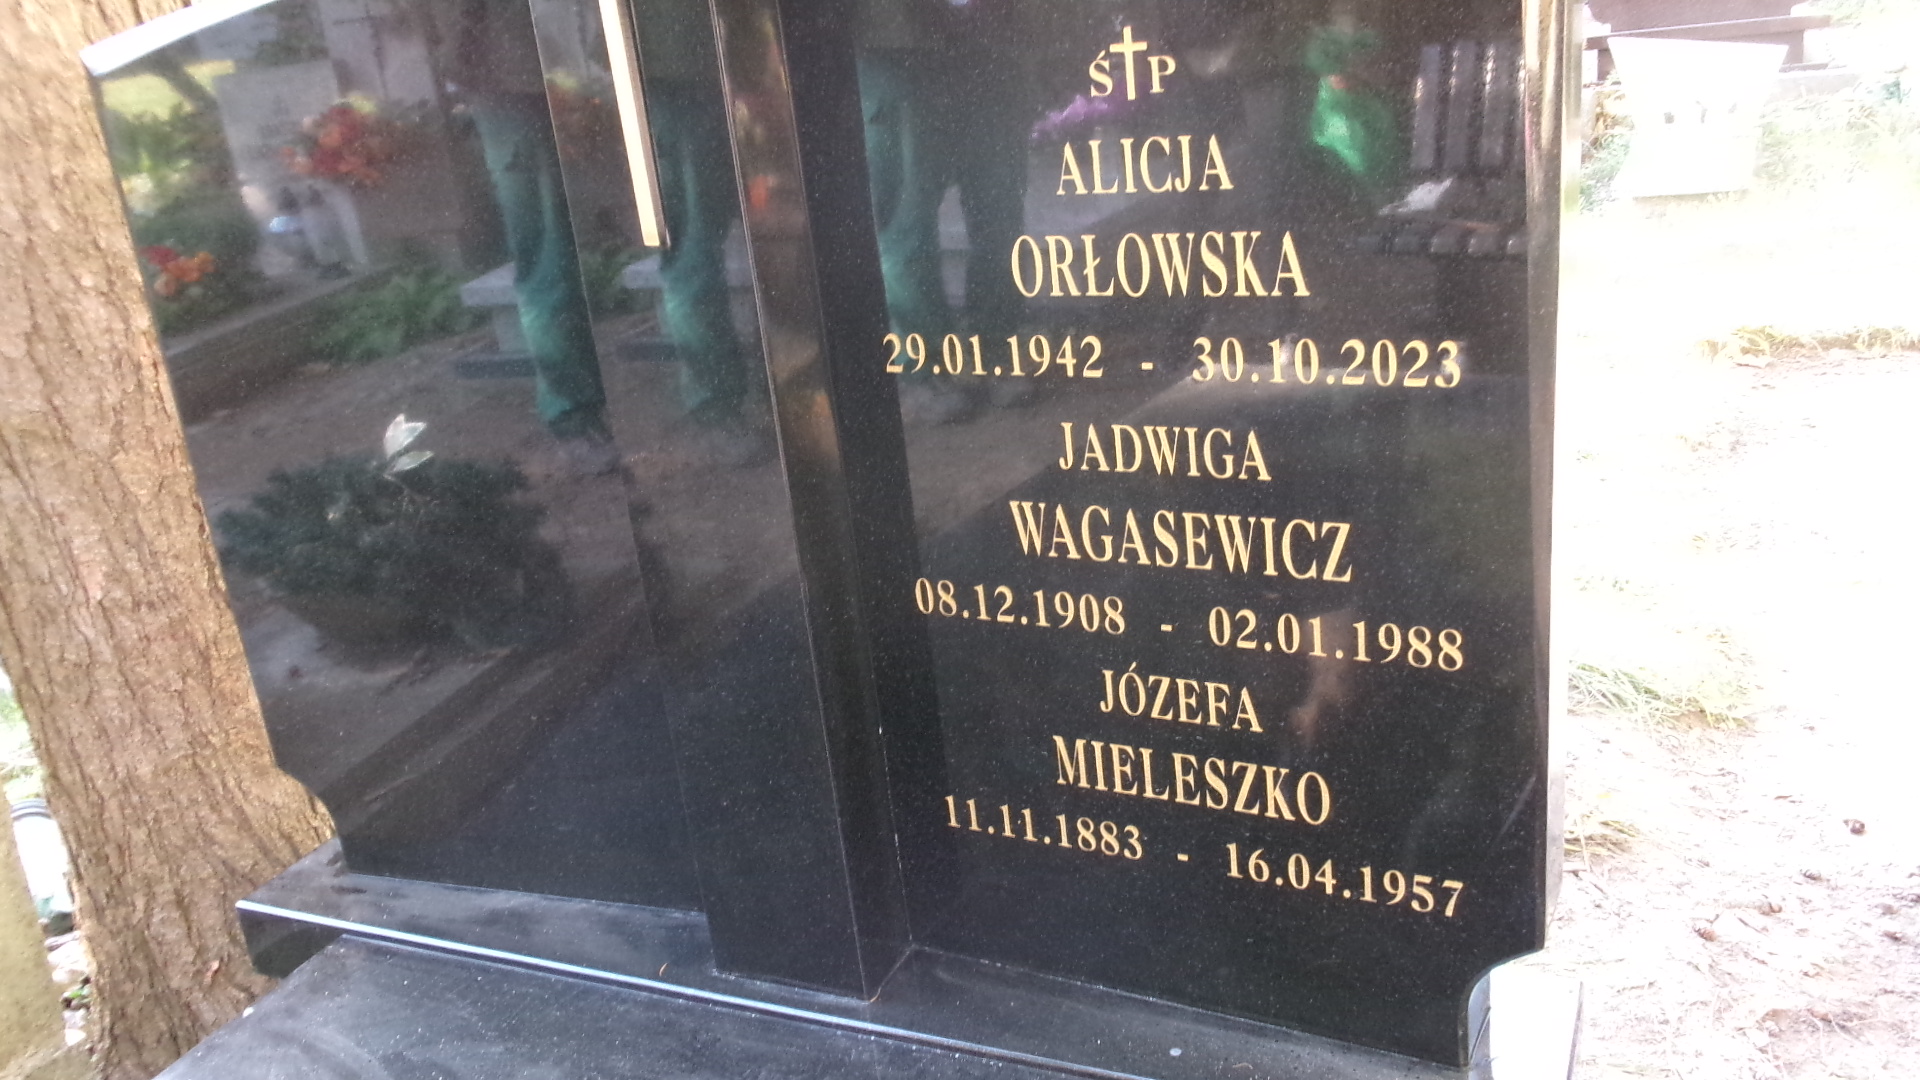 Ś P
ALICJA
ORŁOWSKA
29.01.1942 - 30.10.2023
JADWIGA
WAGASEWICZ
08.12.1908 - 02.01.1988
JÓZEFA
MIELESZKO
11.11.1883 - 16.04.1957